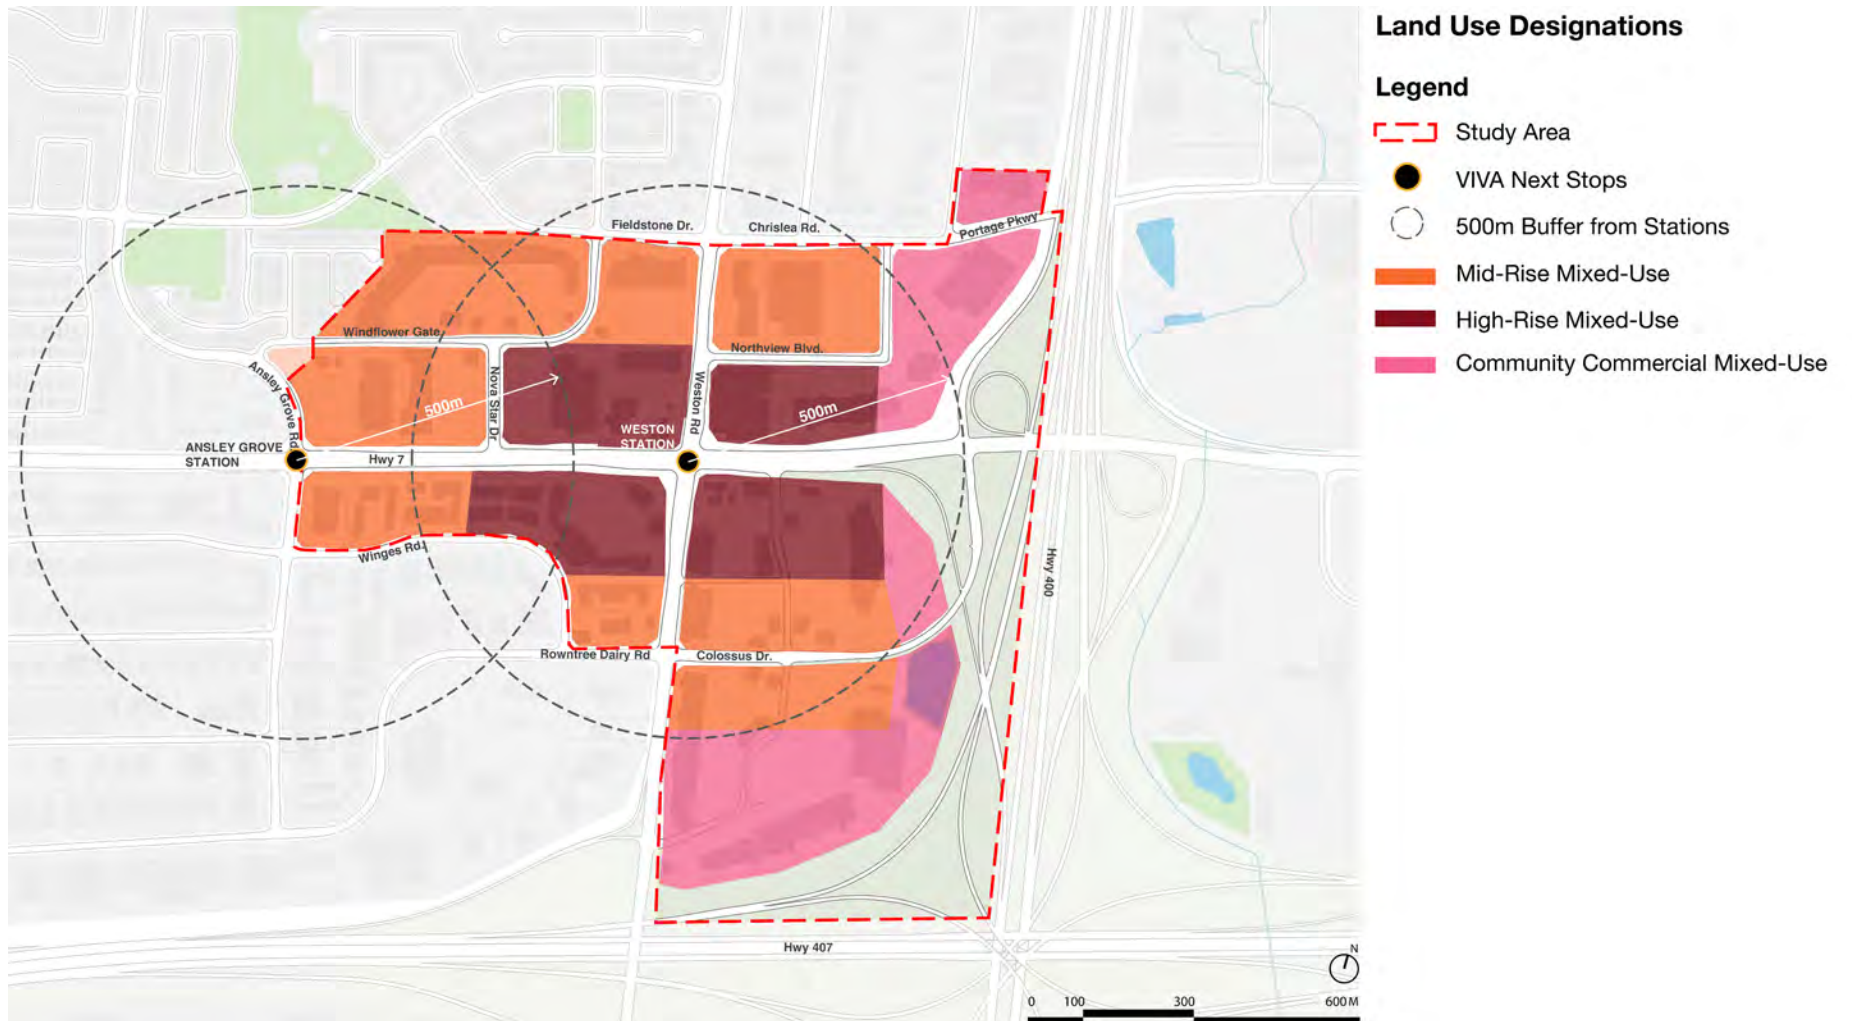 Land Use Designations
Legend
Study Area
VIVA Next Stops
500m Buffer from Stations
Mid-Rise Mixed-Use
High-Rise Mixed-Use
Community Commercial Mixed-Use
Fieldstone Dr.
Chrislea Rd.
Portage Pkwy
Windflower Gate
Northview Blvd.
Ansley Grove Rd
Nova Star Dr.
Weston Rd
500m
500m
WESTON
STATION
ANSLEY GROVE
STATION
Hwy 7
Winges Rd.
Hwy 400
Rowntree Dairy Rd
Colossus Dr.
Hwy 407
N
0 100 300 600M